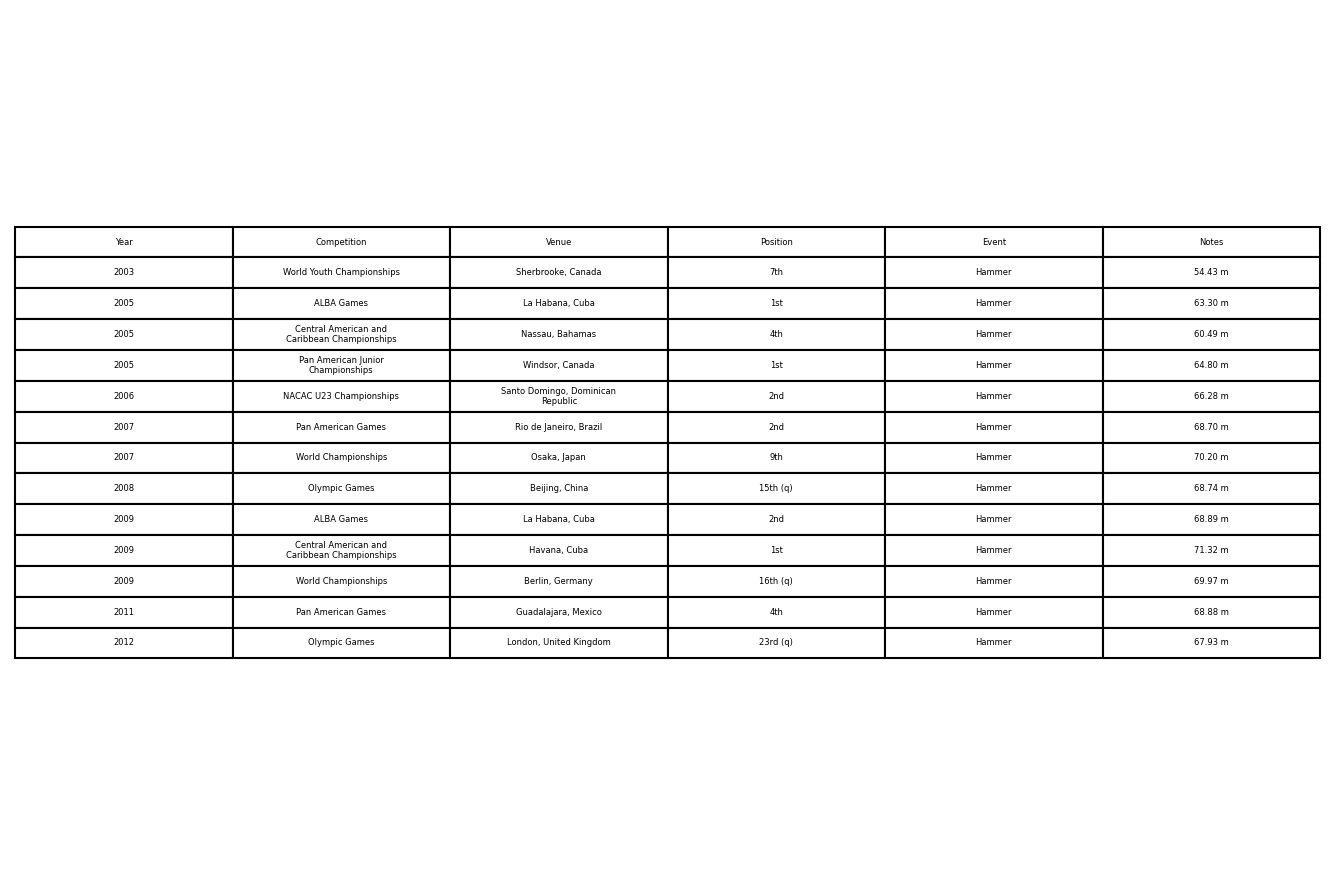 Year Competition Venue Position Event Notes
2003 World Youth Championships Sherbrooke, Canada 7th Hammer 54.43 m
2005 ALBA Games La Habana, Cuba 1st Hammer 63.30 m
2005 Central American and Caribbean Championships Nassau, Bahamas 4th Hammer 60.49 m
2005 Pan American Junior Championships Windsor, Canada 1st Hammer 64.80 m
2006 NACAC U23 Championships Santo Domingo, Dominican Republic 2nd Hammer 66.28 m
2007 Pan American Games Rio de Janeiro, Brazil 2nd Hammer 68.70 m
2007 World Championships Osaka, Japan 9th Hammer 70.20 m
2008 Olympic Games Beijing, China 15th (q) Hammer 68.74 m
2009 ALBA Games La Habana, Cuba 2nd Hammer 68.89 m
2009 Central American and Caribbean Championships Havana, Cuba 1st Hammer 71.32 m
2009 World Championships Berlin, Germany 16th (q) Hammer 69.97 m
2011 Pan American Games Guadalajara, Mexico 4th Hammer 68.88 m
2012 Olympic Games London, United Kingdom 23rd (q) Hammer 67.93 m